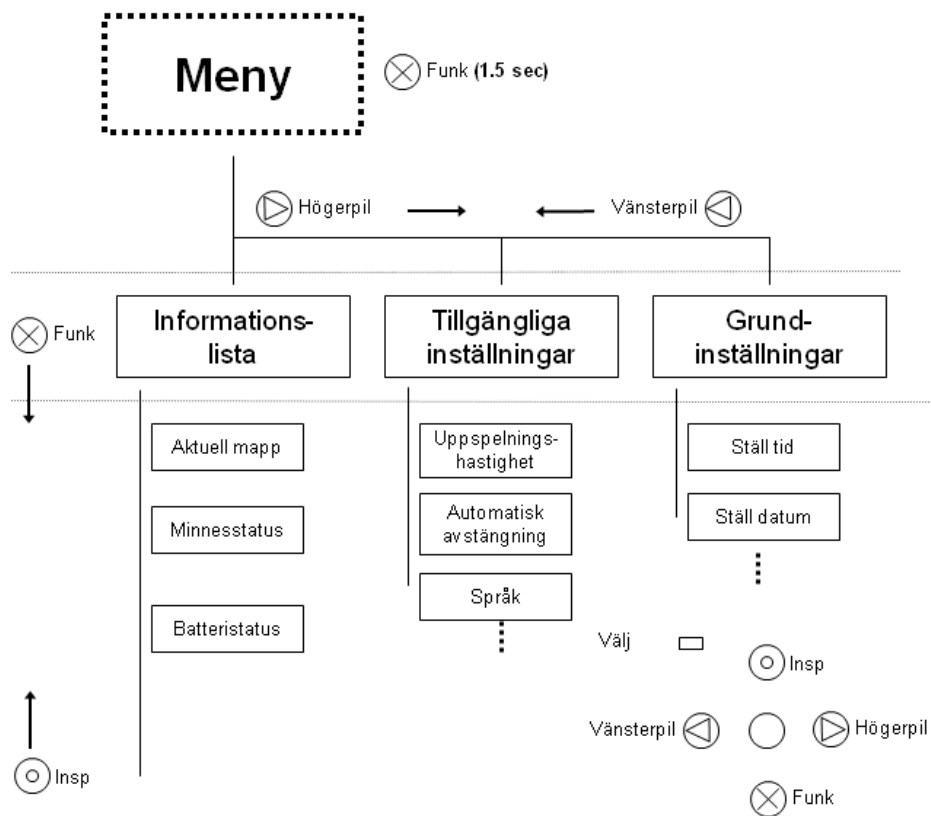 Meny
Funk (1.5 sec)
Högerpil
Vänsterpil
Funk
Informations-
lista
Tillgängliga
inställningar
Grund-
inställningar
Aktuell mapp
Minnesstatus
Batteristatus
Uppspelnings-
hastighet
Automatisk
avstängning
Språk
Ställ tid
Ställ datum
Välj
Insp
Vänsterpil
Högerpil
Funk
Insp